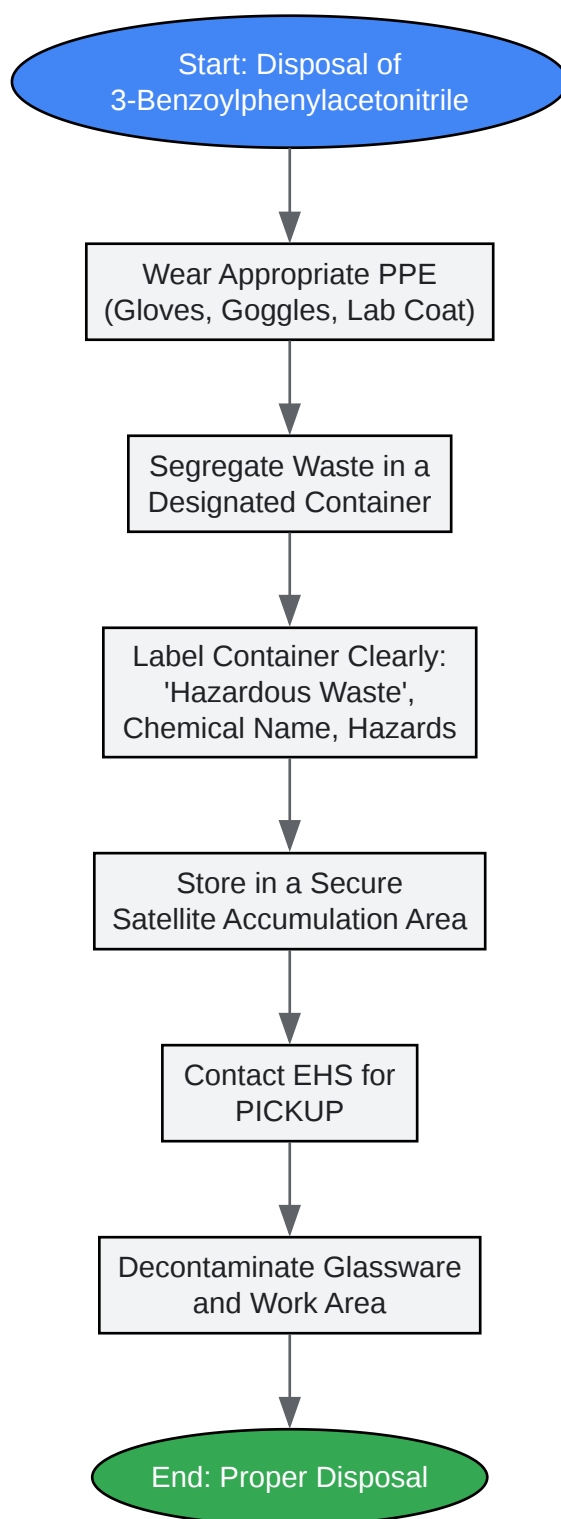 Start: Disposal of
3-Benzoylphenylacetonitrile
Wear Appropriate PPE
(Gloves, Goggles, Lab Coat)
Segregate Waste in a
Designated Container
Label Container Clearly:
'Hazardous Waste',
Chemical Name, Hazards
Store in a Secure
Satellite Accumulation Area
Contact EHS for
PICKUP
Decontaminate Glassware
and Work Area
End: Proper Disposal